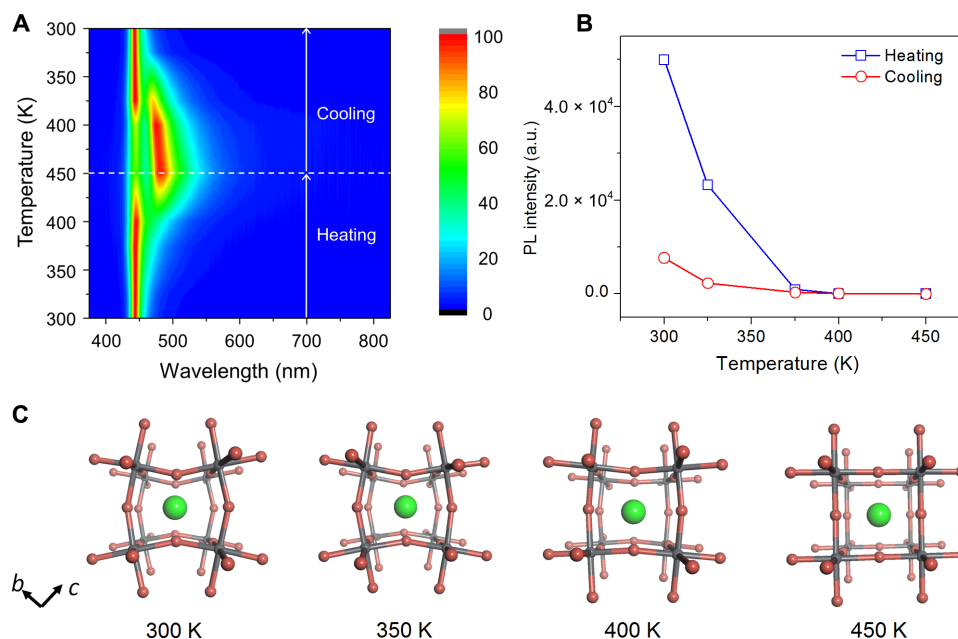 A
Temperature (K)
300
350
400
450
400
350
300
Cooling
Heating
400
500
600
700
800
Wavelength (nm)
100
80
60
40
20
0
B
PL intensity (a.u.)
4.0 × 10⁴
2.0 × 10⁴
0.0
Heating
Cooling
300
350
400
450
Temperature (K)
C
b
c
300 K
350 K
400 K
450 K